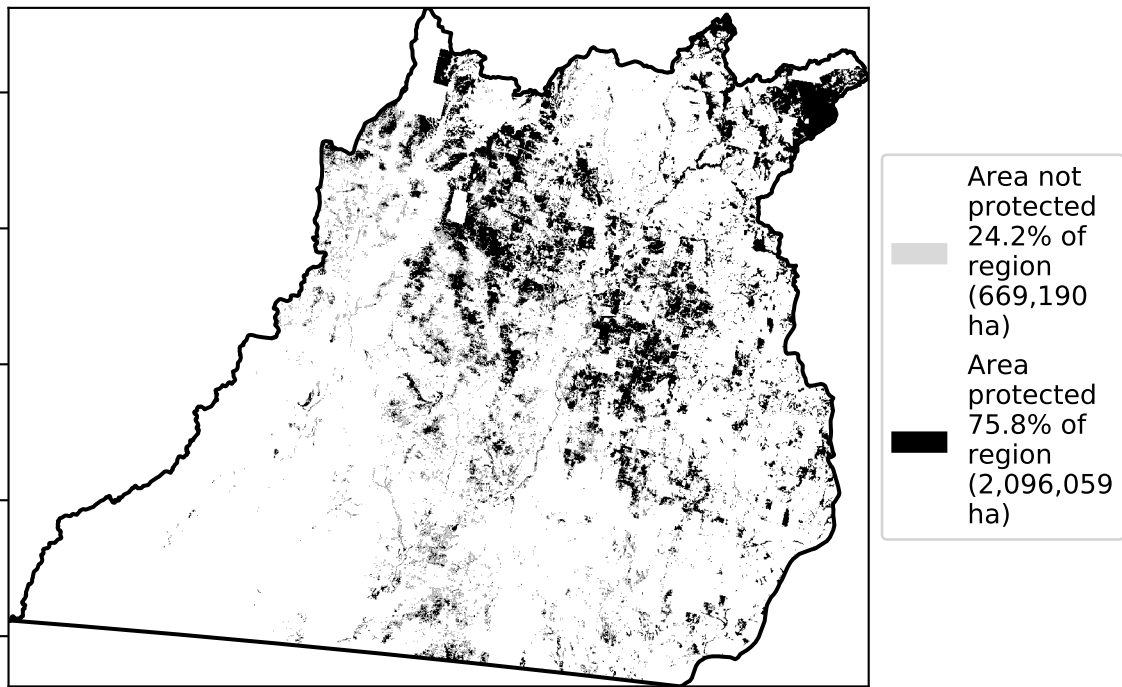 Area not
protected
24.2% of
region
(669,190
ha)
Area
protected
75.8% of
region
(2,096,059
ha)